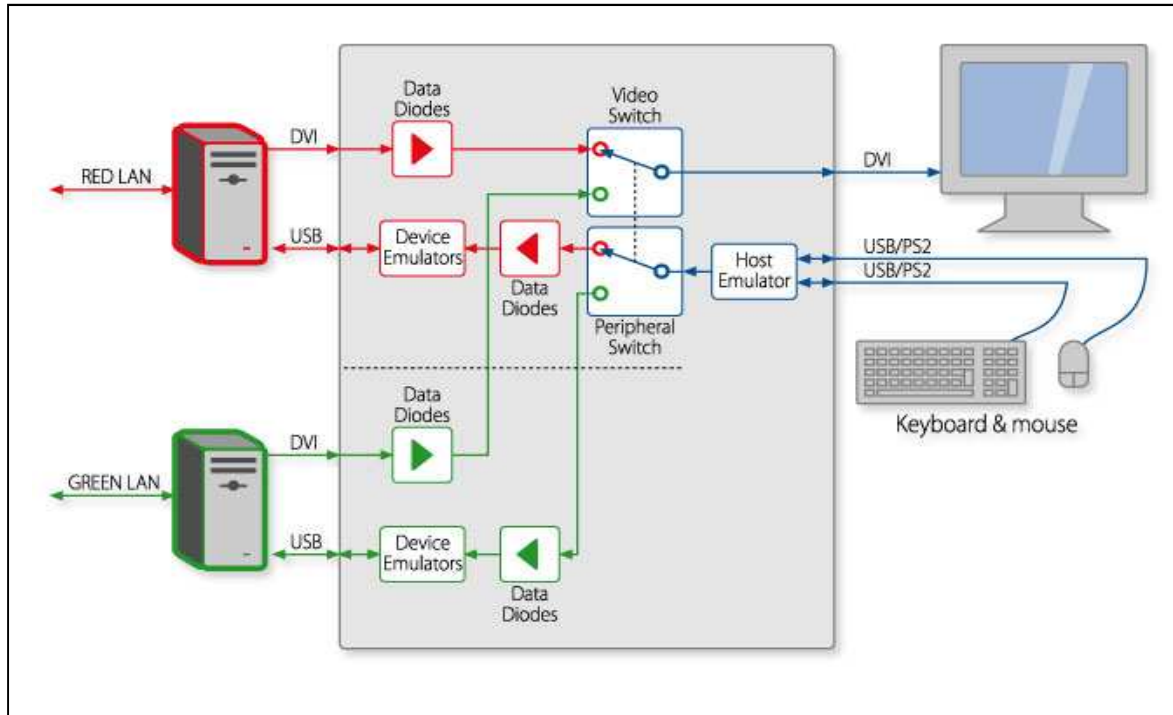 Data
Diodes
Video
Switch
DVI
DVI
RED LAN
USB
Device
Emulators
Data
Diodes
Host
Emulator
USB/PS2
USB/PS2
Peripheral
Switch
Keyboard & mouse
Data
Diodes
DVI
GREEN LAN
USB
Device
Emulators
Data
Diodes